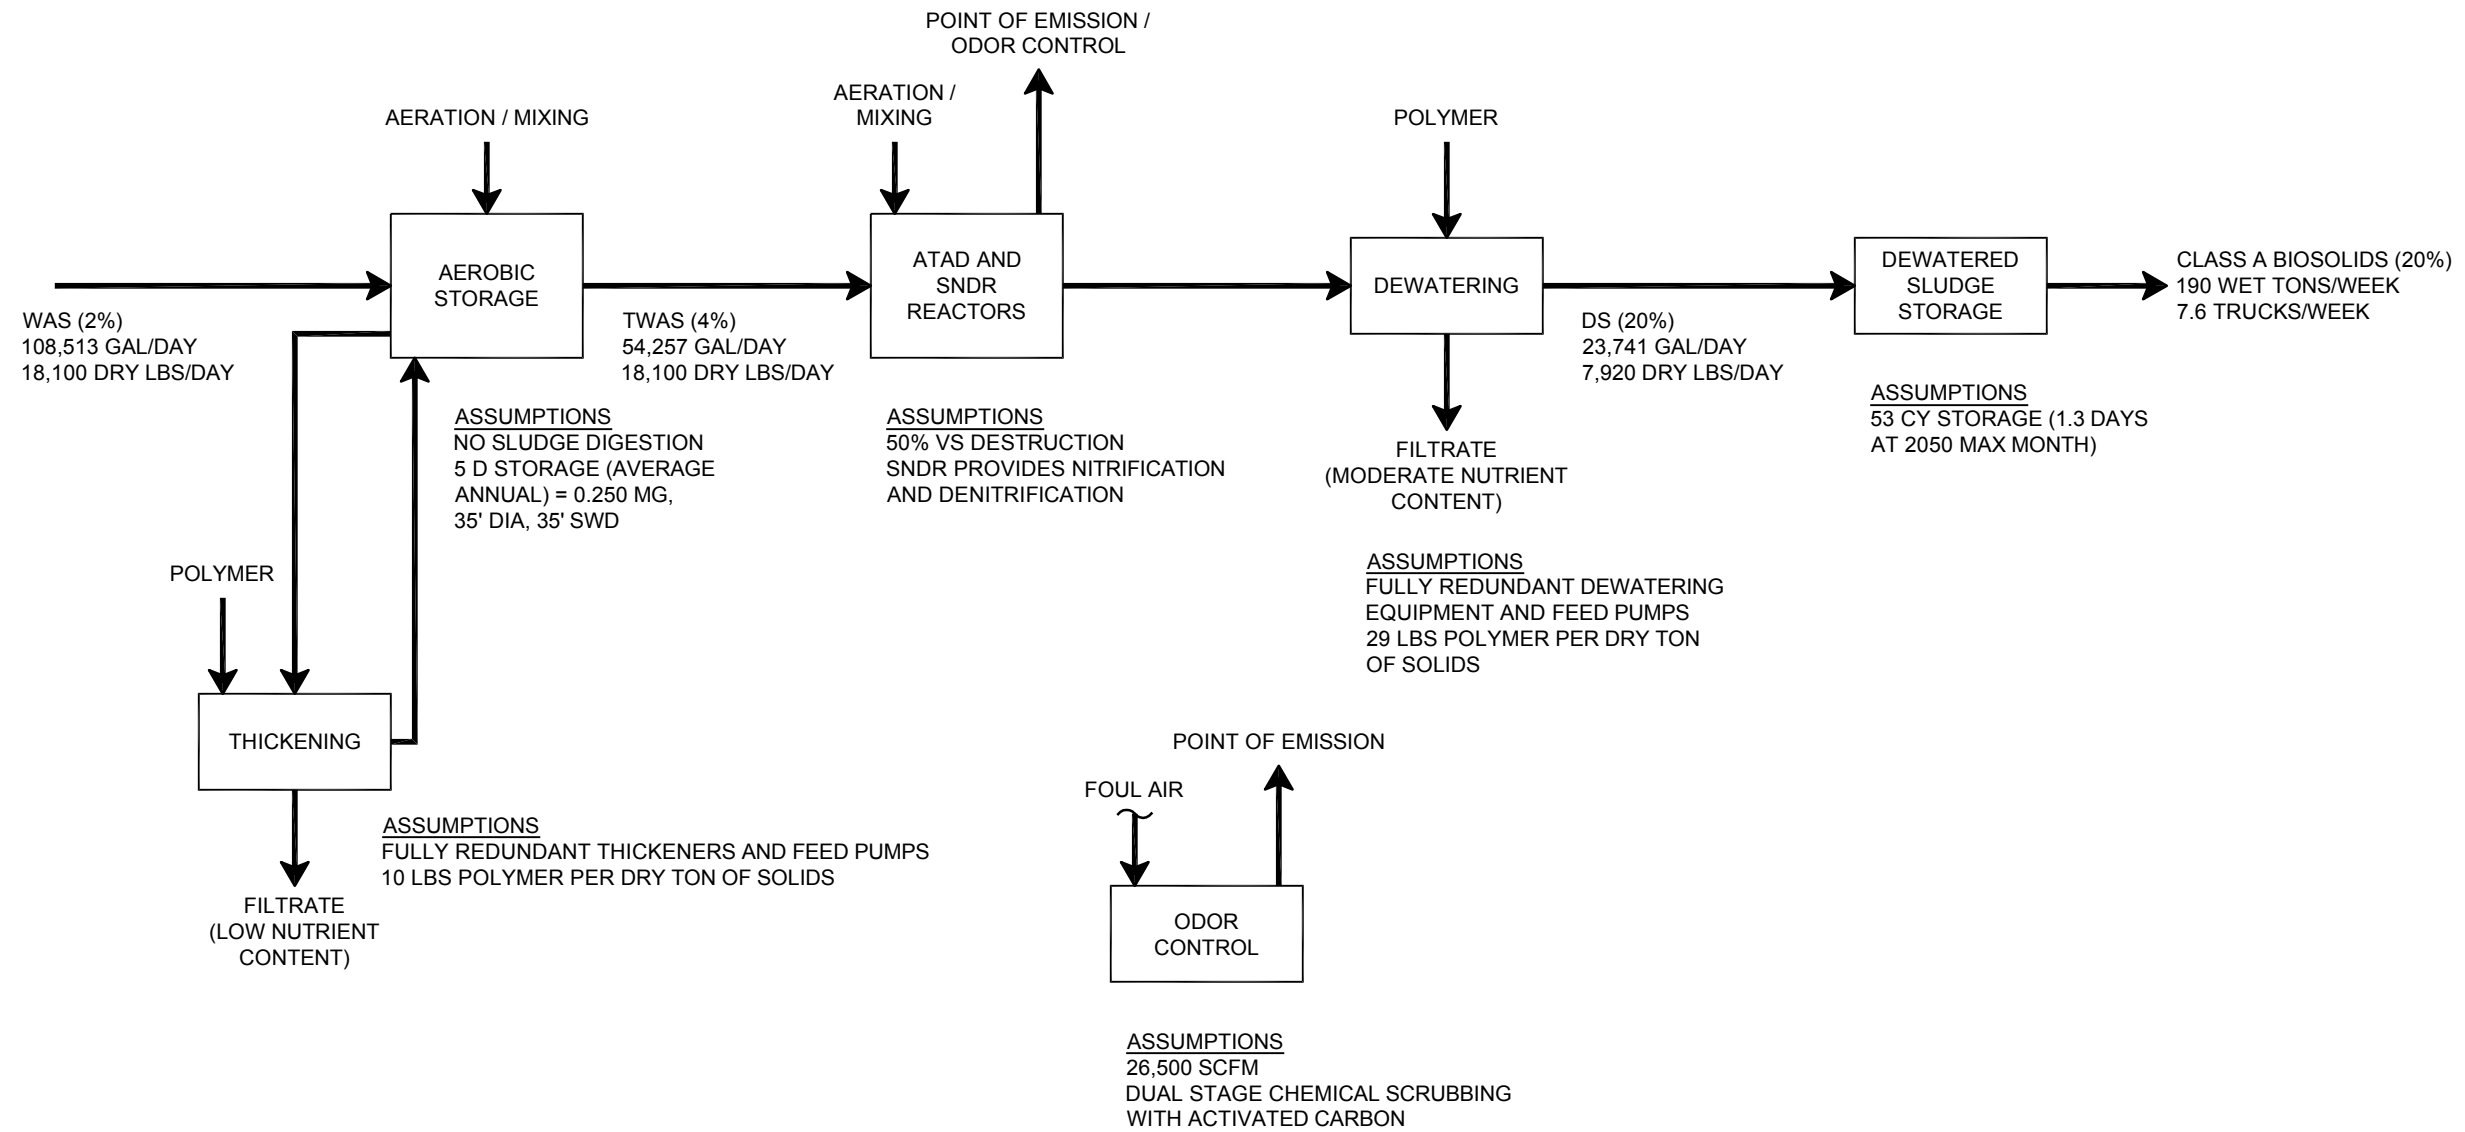 POINT OF EMISSION /
ODOR CONTROL
AERATION /
MIXING
AERATION / MIXING
POLYMER
AEROBIC
STORAGE
ATAD AND
SNDR
REACTORS
DEWATERING
DEWATERED
SLUDGE
STORAGE
CLASS A BIOSOLIDS (20%)
190 WET TONS/WEEK
7.6 TRUCKS/WEEK
WAS (2%)
108,513 GAL/DAY
18,100 DRY LBS/DAY
TWAS (4%)
54,257 GAL/DAY
18,100 DRY LBS/DAY
DS (20%)
23,741 GAL/DAY
7,920 DRY LBS/DAY
ASSUMPTIONS
NO SLUDGE DIGESTION
5 D STORAGE (AVERAGE
ANNUAL) = 0.250 MG,
35' DIA, 35' SWD
ASSUMPTIONS
50% VS DESTRUCTION
SNDR PROVIDES NITRIFICATION
AND DENITRIFICATION
FILTRATE
(MODERATE NUTRIENT
CONTENT)
ASSUMPTIONS
53 CY STORAGE (1.3 DAYS
AT 2050 MAX MONTH)
ASSUMPTIONS
FULLY REDUNDANT DEWATERING
EQUIPMENT AND FEED PUMPS
29 LBS POLYMER PER DRY TON
OF SOLIDS
POLYMER
THICKENING
ASSUMPTIONS
FULLY REDUNDANT THICKENERS AND FEED PUMPS
10 LBS POLYMER PER DRY TON OF SOLIDS
FILTRATE
(LOW NUTRIENT
CONTENT)
POINT OF EMISSION
FOUL AIR
ODOR
CONTROL
ASSUMPTIONS
26,500 SCFM
DUAL STAGE CHEMICAL SCRUBBING
WITH ACTIVATED CARBON